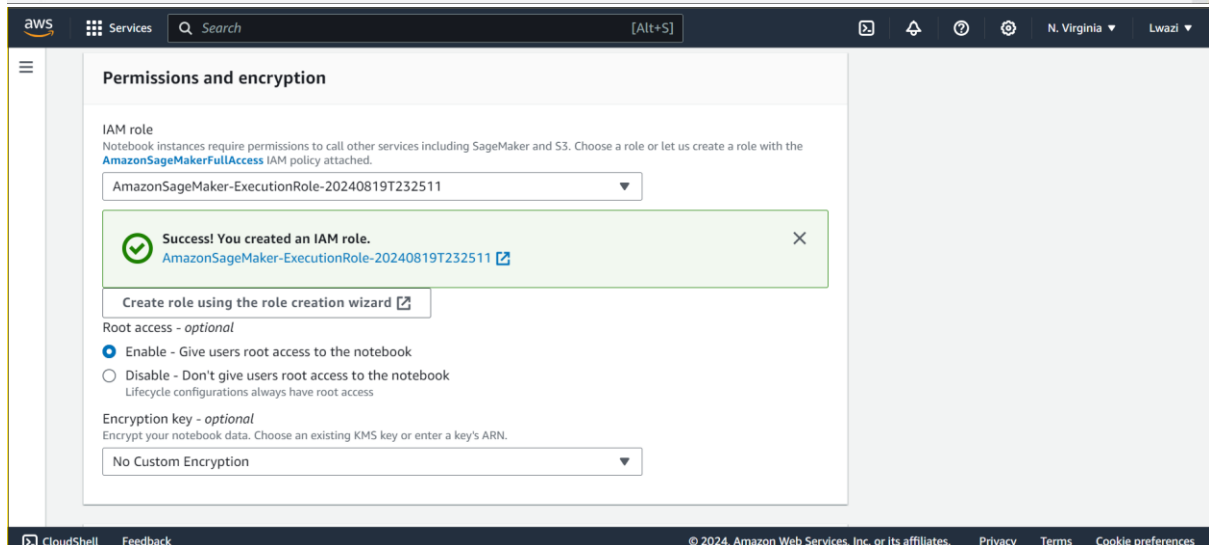 aws Services Search [Alt+S] N. Virginia Lwazi
Permissions and encryption
IAM role
Notebook instances require permissions to call other services including SageMaker and S3. Choose a role or let us create a role with the
AmazonSageMakerFullAccess IAM policy attached.
AmazonSageMaker-ExecutionRole-20240819T232511
Success! You created an IAM role.
AmazonSageMaker-ExecutionRole-20240819T232511
Create role using the role creation wizard
Root access - optional
Enable - Give users root access to the notebook
Disable - Don't give users root access to the notebook
Lifecycle configurations always have root access
Encryption key - optional
Encrypt your notebook data. Choose an existing KMS key or enter a key's ARN.
No Custom Encryption
CloudShell Feedback © 2024, Amazon Web Services, Inc. or its affiliates. Privacy Terms Cookie preferences